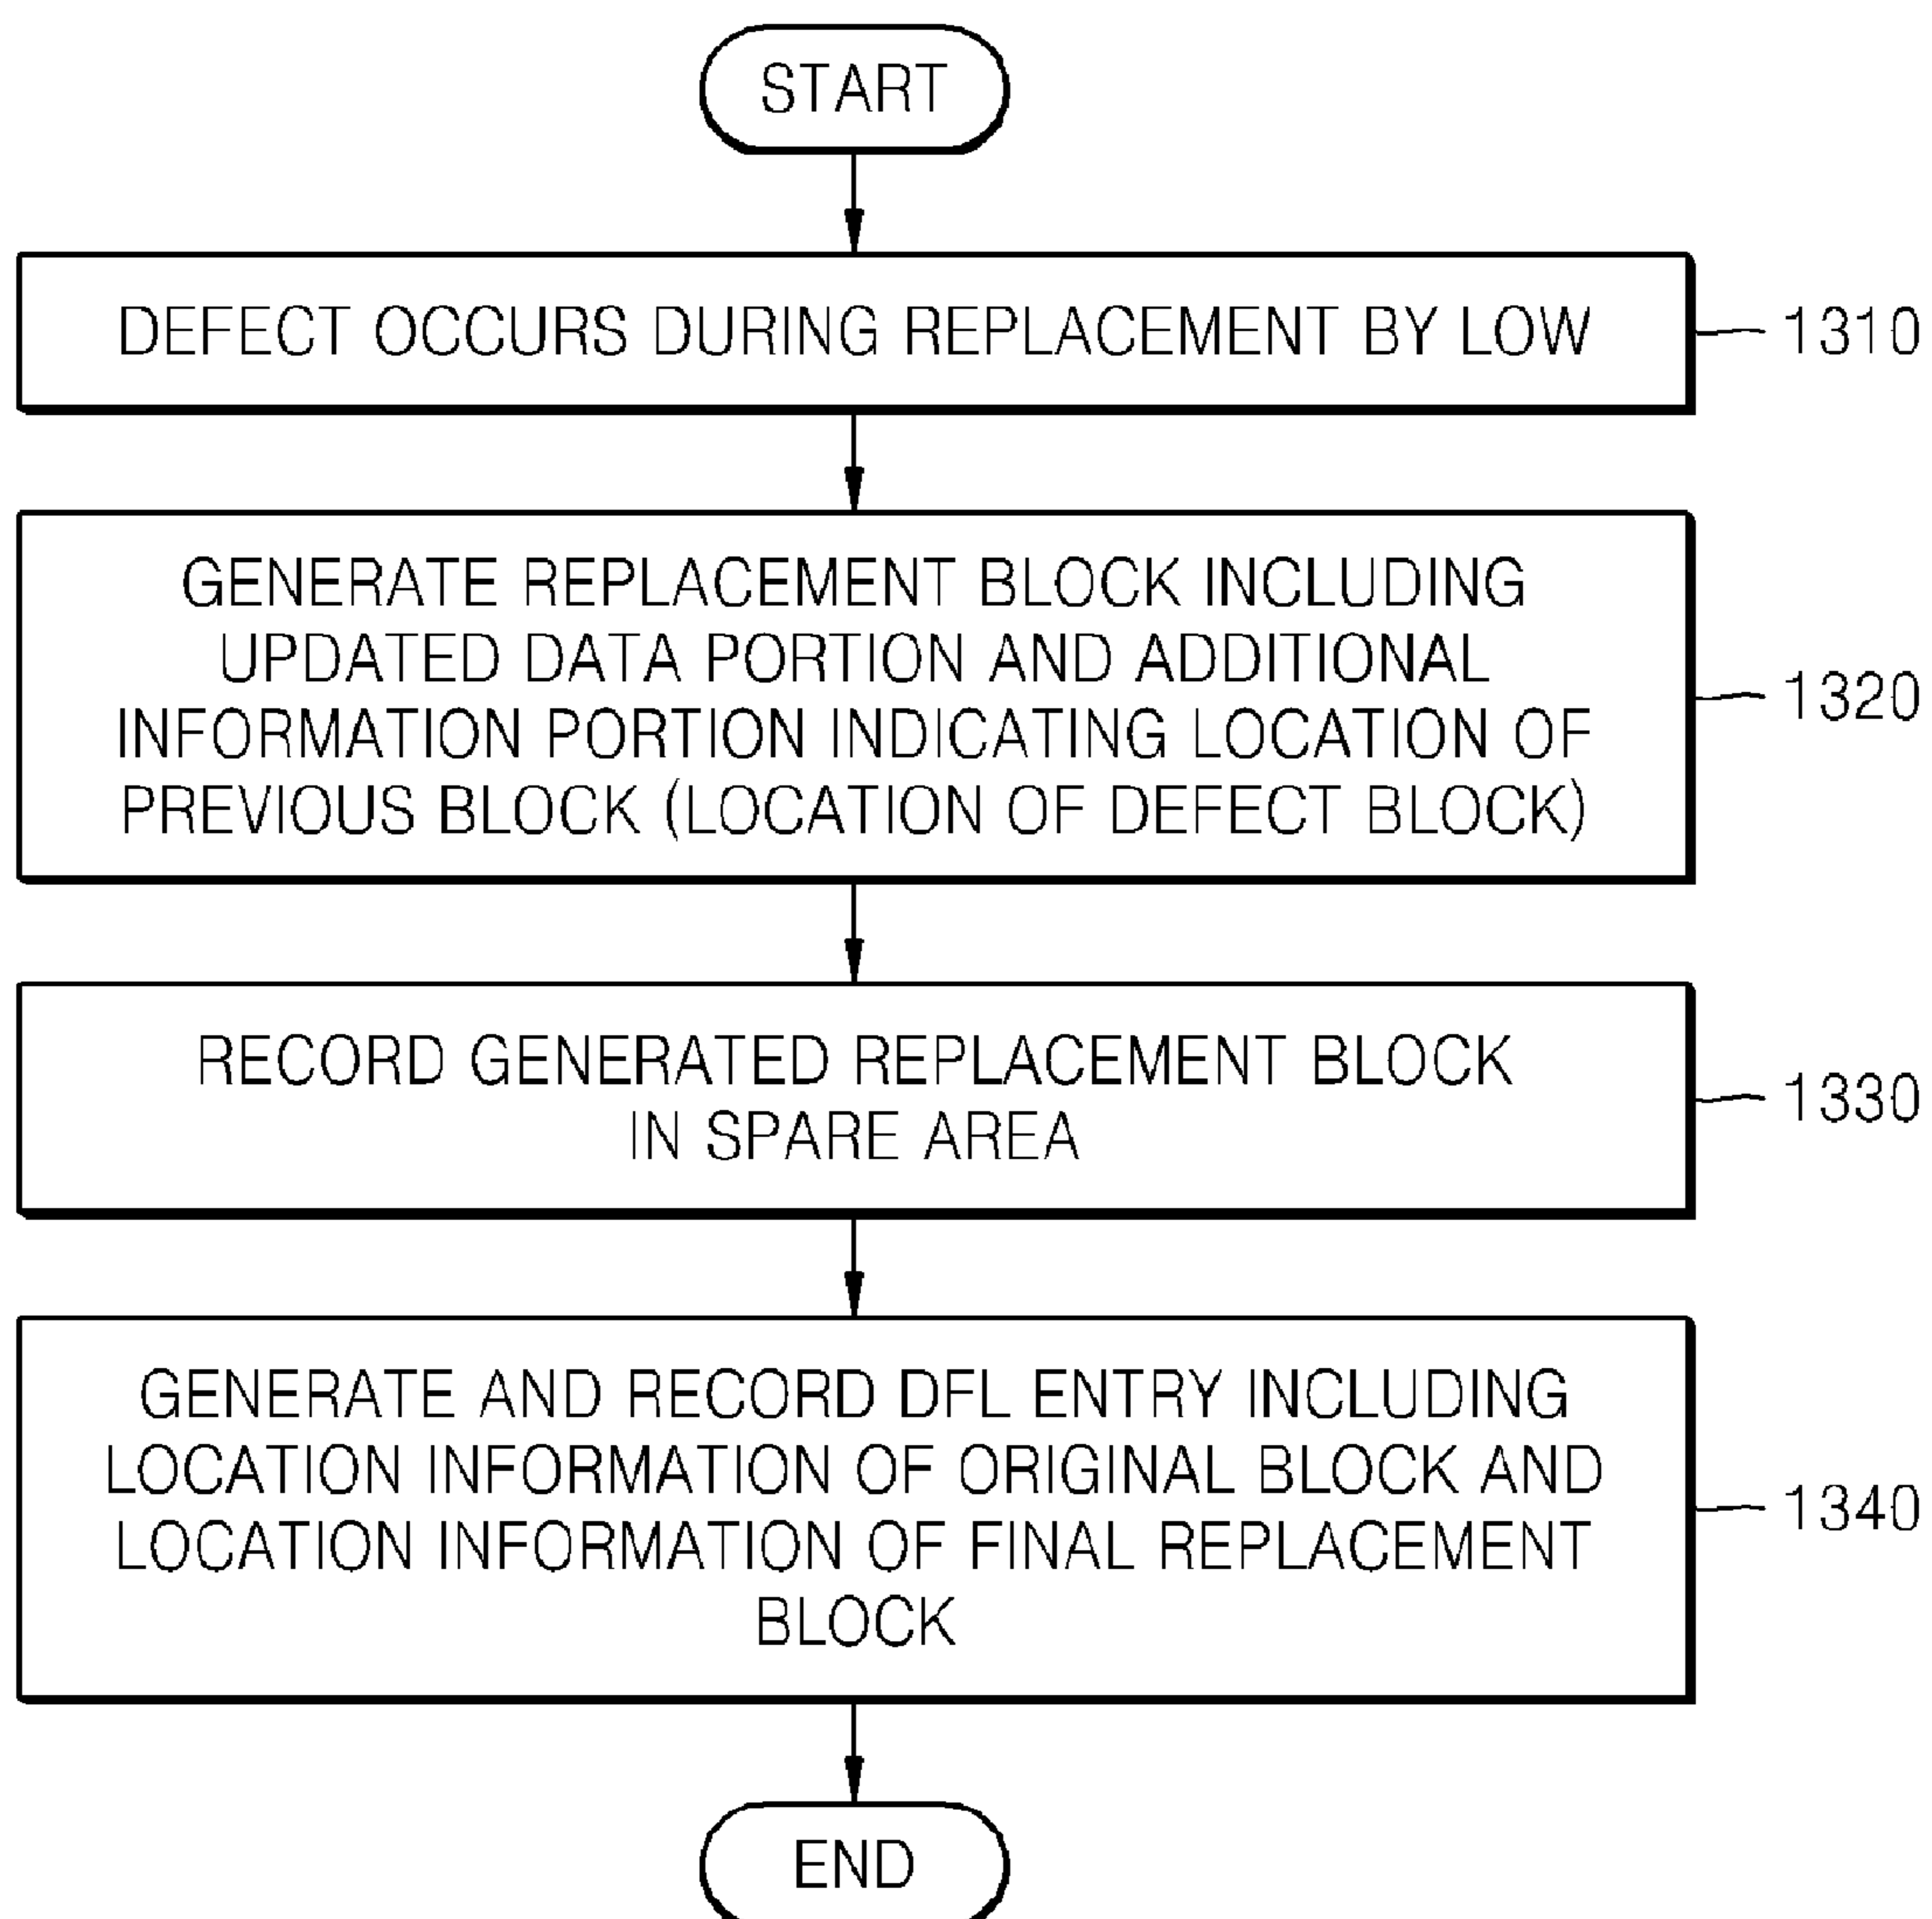 START
DEFECT OCCURS DURING REPLACEMENT BY LOW
1310
GENERATE REPLACEMENT BLOCK INCLUDING
UPDATED DATA PORTION AND ADDITIONAL
INFORMATION PORTION INDICATING LOCATION OF
PREVIOUS BLOCK (LOCATION OF DEFECT BLOCK)
1320
RECORD GENERATED REPLACEMENT BLOCK
IN SPARE AREA
1330
GENERATE AND RECORD DFL ENTRY INCLUDING
LOCATION INFORMATION OF ORIGINAL BLOCK AND
LOCATION INFORMATION OF FINAL REPLACEMENT
BLOCK
1340
END